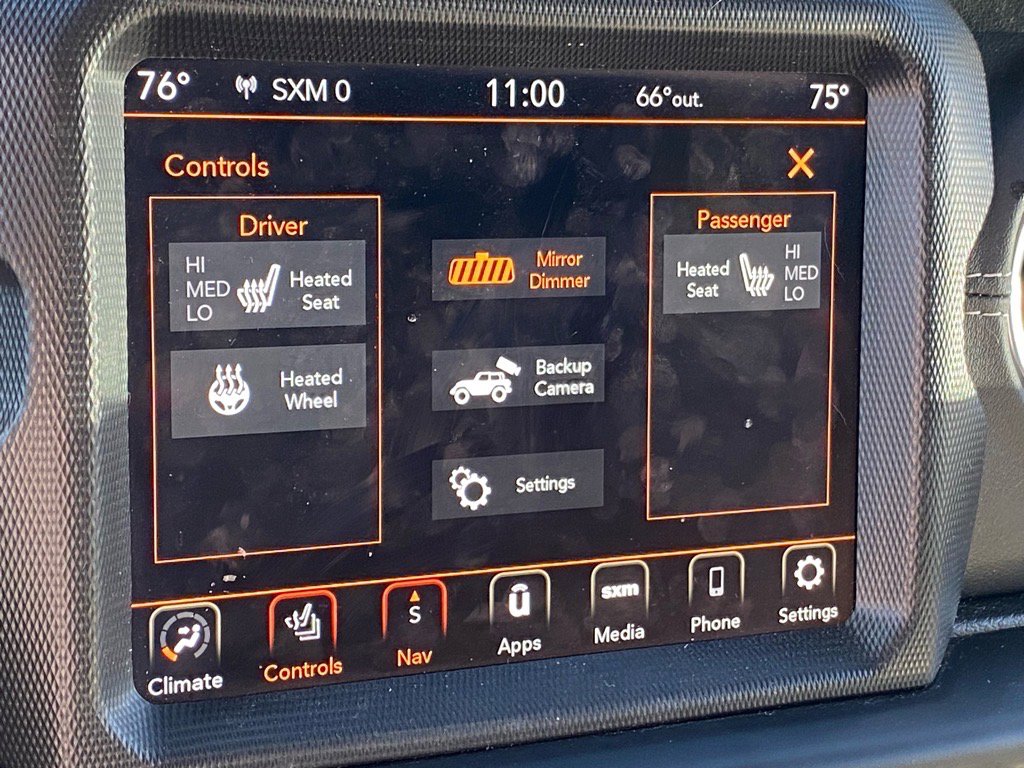 76° SXM 0 11:00 66°out. 75°
Controls X
Driver
HI
MED
LO
Heated
Seat
Heated
Wheel
Mirror
Dimmer
Backup
Camera
Settings
Passenger
Heated
Seat
HI
MED
LO
Climate
Controls
S
Nav
Apps
sxm
Media
Phone
Settings